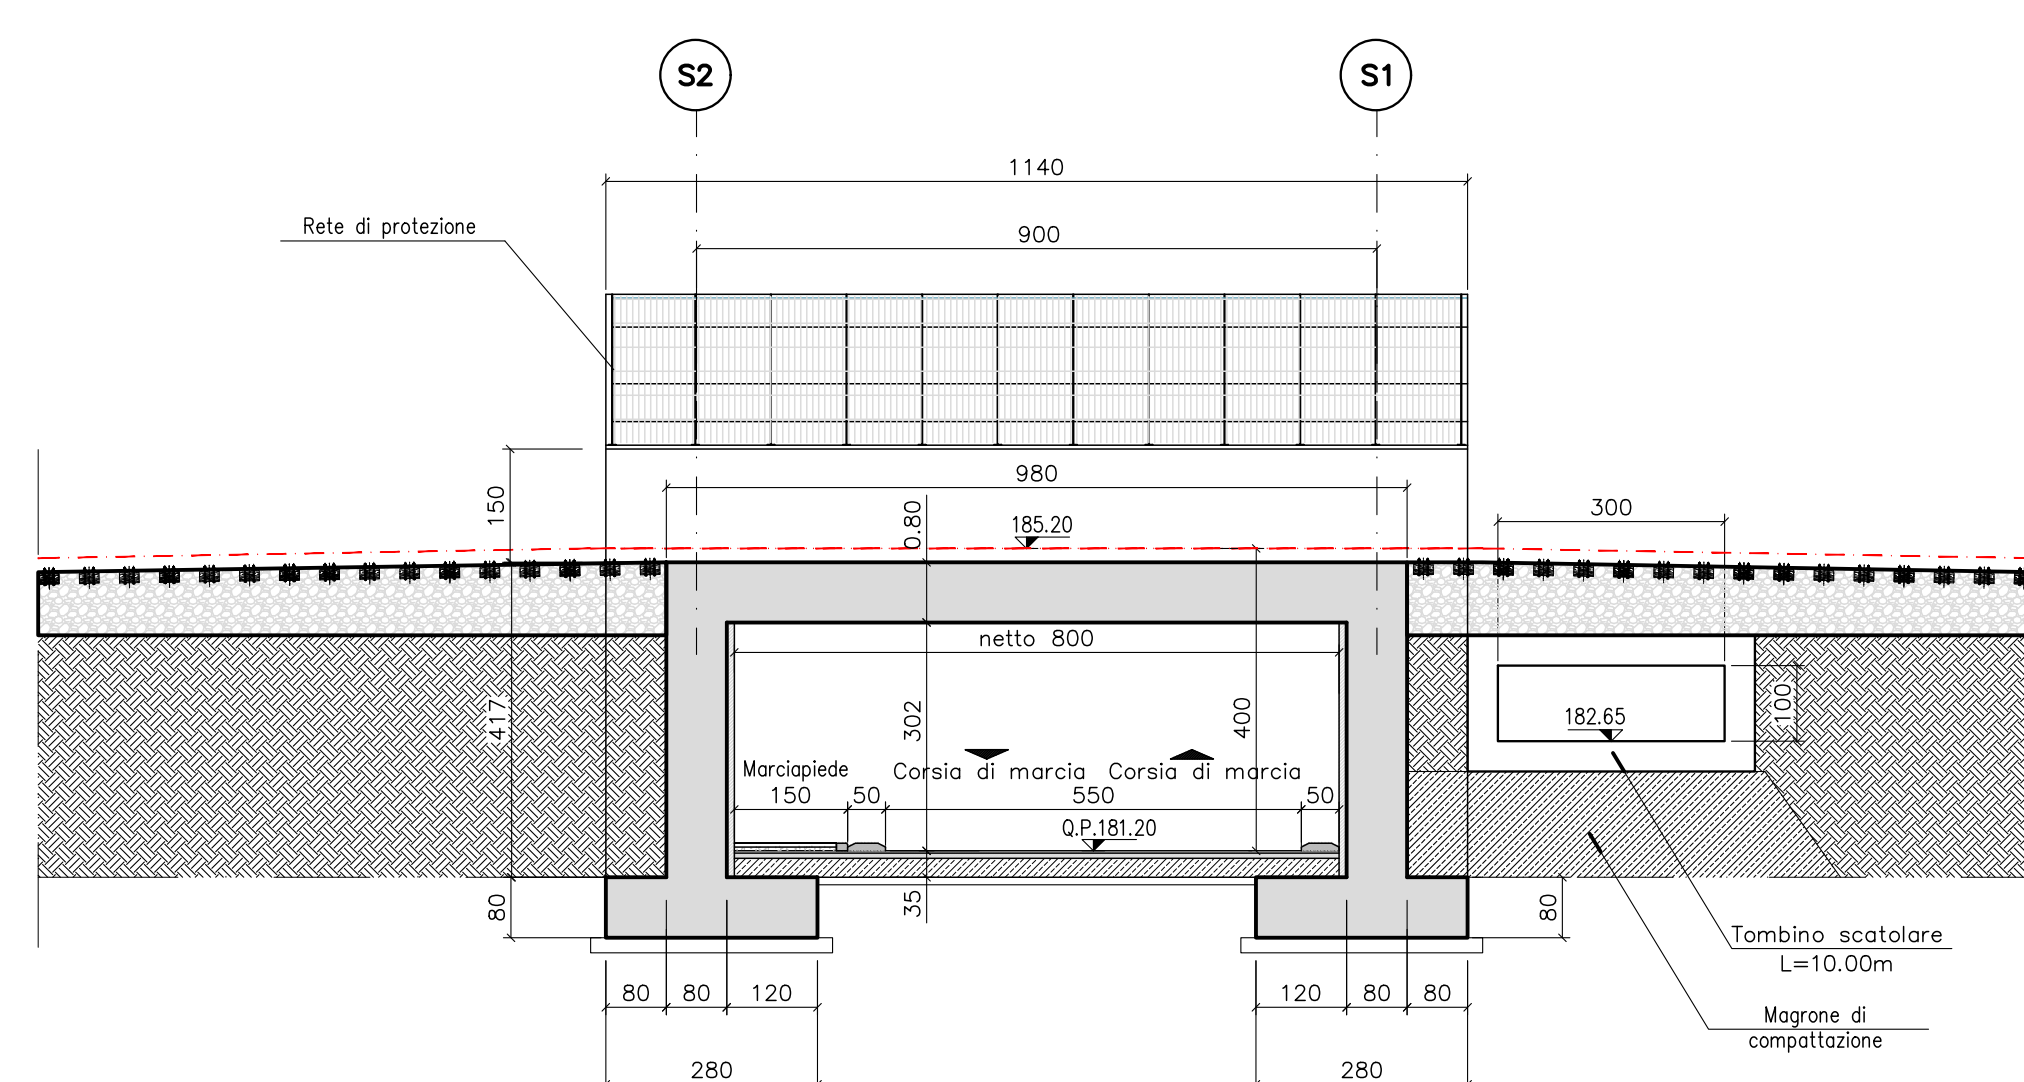 S2
S1
1140
Rete di protezione
900
980
150
0.80
185.20
300
netto 800
417
302
400
100
182.65
Marciapiede
Corsia di marcia
Corsia di marcia
150
50
550
50
Q.P.181.20
80
35
80
Tombino scatolare
L=10.00m
80
80
120
120
80
80
Magrone di
compattazione
280
280